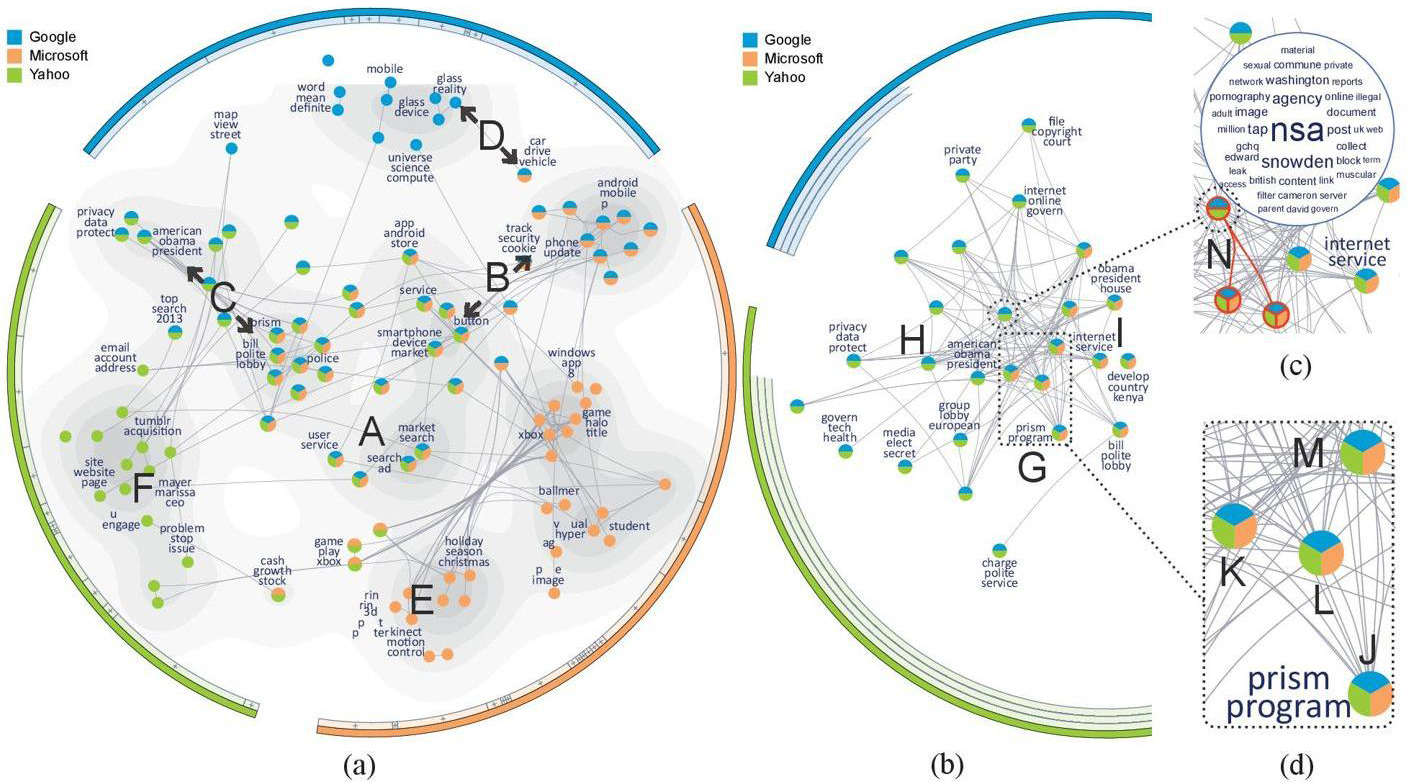 Google
Microsoft
Yahoo
mobile
word
mean
definite
glass
device
glass
reality
map
view
street
D
universe
science
compute
car
drive
vehicle
android
mobile
p
privacy
data
protect
american
obama
president
app
android
store
track
security
cookie
phone
update
C
B
service
button
top
search
2013
prism
bill
polite
lobby
police
smartphone
device
market
email
account
address
windows
app
8
tumblr
acquisition
A
user
service
market
search
search
ad
xbox
game
halo
title
site
website
page
F
mayer
marissa
ceo
u
engage
problem
stop
issue
ballmer
v ual
hyper
student
ag
p e
image
cash
growth
stock
game
play
xbox
holiday
season
christmas
E
rin
rin
3d
p t
p ter
kinect
motion
control
(a)
Google
Microsoft
Yahoo
file
copyright
court
private
party
internet
online
govern
obama
president
house
privacy
data
protect
H
american
obama
president
internet
service
I
develop
country
kenya
govern
tech
health
media
elect
secret
group
lobby
european
prism
program
bill
polite
lobby
G
charge
polite
service
(b)
material
sexual commune private
network washington reports
pornography agency online illegal
adult image document
million tap nsa post uk web
gchq collect
edward snowden block term
leak muscular
access british content link
filter cameron server
parent david govern
N
internet
service
(c)
M
K
L
J
prism
program
(d)